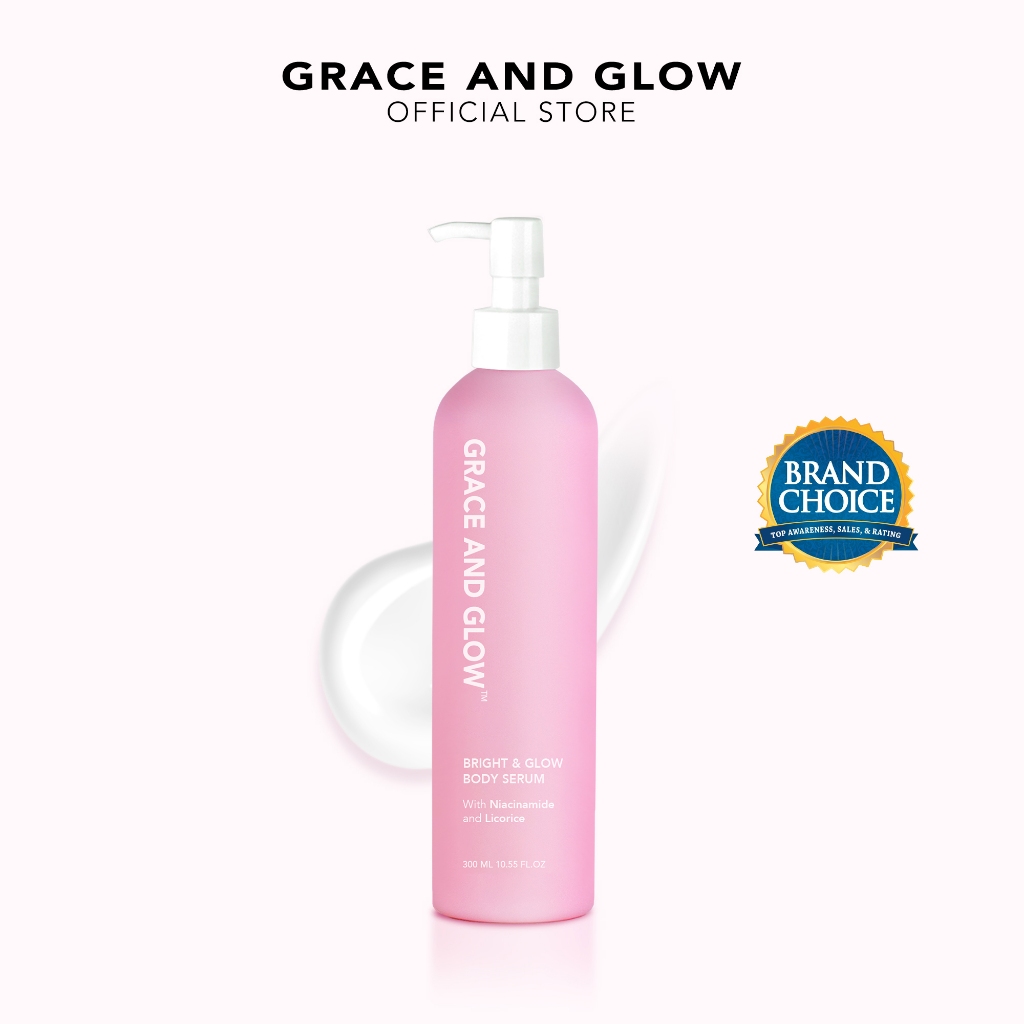 GRACE AND GLOW
OFFICIAL STORE
GRACE AND GLOW™
BRIGHT & GLOW
BODY SERUM
With Niacinamide
and Licorice
300 ML 10.55 FL.OZ
BRAND
CHOICE
TOP AWARENESS, SALES, & RATING